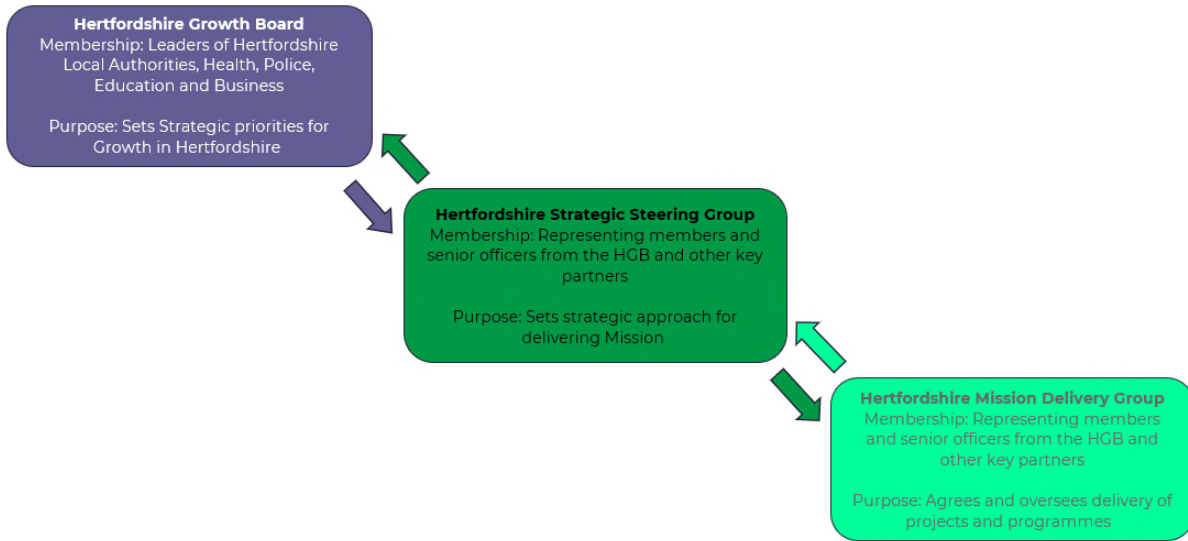 Hertfordshire Growth Board
Membership: Leaders of Hertfordshire
Local Authorities, Health, Police,
Education and Business
Purpose: Sets Strategic priorities for
Growth in Hertfordshire
Hertfordshire Strategic Steering Group
Membership: Representing members and
senior officers from the HGB and other key
partners
Purpose: Sets strategic approach for
delivering Mission
Hertfordshire Mission Delivery Group
Membership: Representing members
and senior officers from the HGB and
other key partners
Purpose: Agrees and oversees delivery of
projects and programmes